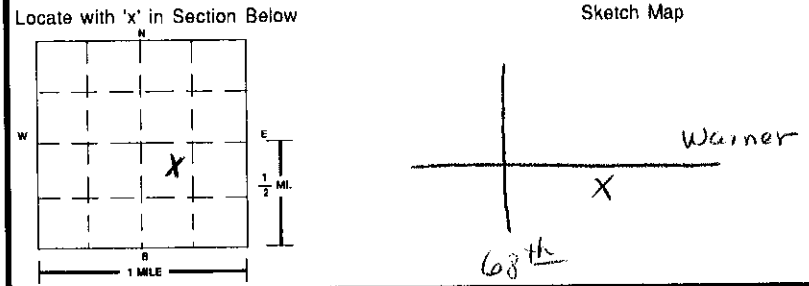 Locate with 'x' in Section Below
Sketch Map
N
W
E
X
1/2 MI.
S
1 MILE
Warner
X
68th